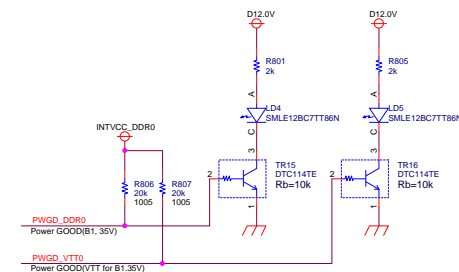 D12.0V
D12.0V
R801
2k
R805
2k
A
A
LD4
SMLE12BC7TT86N
LD5
SMLE12BC7TT86N
C
C
INTVCC_DDR0
3
3
2
TR15
DTC114TE
Rb=10k
2
TR16
DTC114TE
Rb=10k
R806
20k
1005
R807
20k
1005
1
1
PWGD_DDR0
Power GOOD(B1, 35V)
PWGD_VTT0
Power GOOD(VTT for B1.35V)